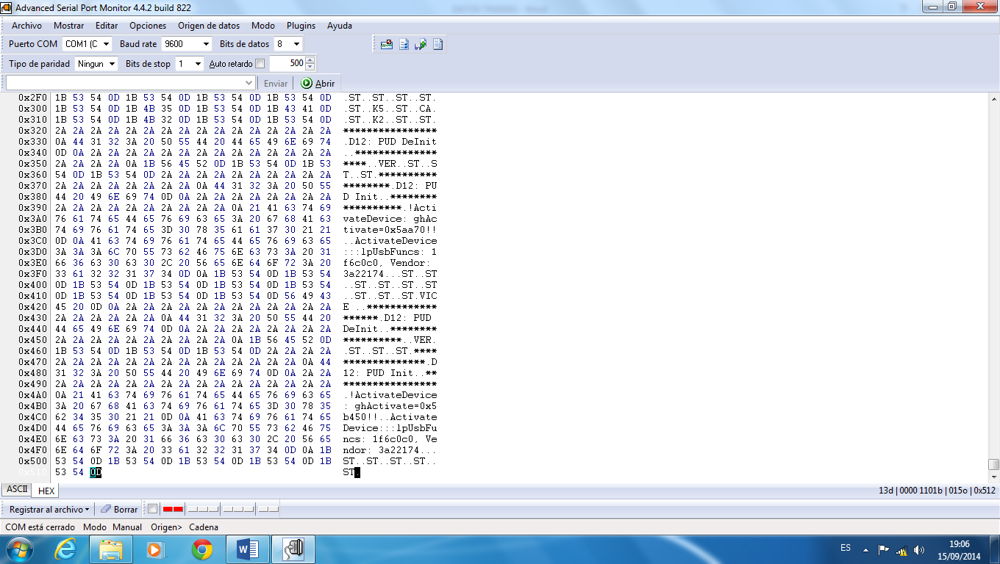 Advanced Serial Port Monitor 4.4.2 build 822
Archivo Mostrar Editar Opciones Origen de datos Modo Plugins Ayuda
Puerto COM COM1 (C Baud rate 9600 Bits de datos 8
Tipo de paridad Ningun Bits de stop 1 Auto retardo 500
Enviar Abrir
0x2F0 1B 53 54 0D 1B 53 54 0D 1B 53 54 0D 1B 53 54 0D .ST..ST..ST..ST.
0x300 1B 53 54 0D 1B 4B 35 0D 1B 53 54 0D 1B 43 41 0D .ST..K5..ST..CA.
0x310 1B 53 54 0D 1B 4B 32 0D 1B 53 54 0D 1B 53 54 0D .ST..K2..ST..ST.
0x320 2A 2A 2A 2A 2A 2A 2A 2A 2A 2A 2A 2A 2A 2A 2A 2A ****************
0x330 0A 44 31 32 3A 20 50 55 44 20 44 65 49 6E 69 74 .D12: PUD DeInit
0x340 0D 0A 2A 2A 2A 2A 2A 2A 2A 2A 2A 2A 2A 2A 2A 2A ..**************
0x350 2A 2A 2A 2A 0A 1B 56 45 52 0D 1B 53 54 0D 1B 53 ****..VER..ST..S
0x360 54 0D 1B 53 54 0D 2A 2A 2A 2A 2A 2A 2A 2A 2A 2A T..ST.**********
0x370 2A 2A 2A 2A 2A 2A 2A 2A 0A 44 31 32 3A 20 50 55 ********.D12: PU
0x380 44 20 49 6E 69 74 0D 0A 2A 2A 2A 2A 2A 2A 2A 2A D Init..********
0x390 2A 2A 2A 2A 2A 2A 2A 2A 2A 2A 0A 21 41 63 74 69 **********.!Acti
0x3A0 76 61 74 65 44 65 76 69 63 65 3A 20 67 68 41 63 vateDevice: ghAc
0x3B0 74 69 76 61 74 65 3D 30 78 35 61 61 37 30 21 21 tivate=0x5aa70!!
0x3C0 0D 0A 41 63 74 69 76 61 74 65 44 65 76 69 63 65 ..ActivateDevice
0x3D0 3A 3A 3A 6C 70 55 73 62 46 75 6E 63 73 3A 20 31 :::lpUsbFuncs: 1
0x3E0 66 36 63 30 63 30 2C 20 56 65 6E 64 6F 72 3A 20 f6c0c0, Vendor: 
0x3F0 33 61 32 32 31 37 34 0D 0A 1B 53 54 0D 1B 53 54 3a22174...ST..ST
0x400 0D 1B 53 54 0D 1B 53 54 0D 1B 53 54 0D 1B 53 54 ..ST..ST..ST..ST
0x410 0D 1B 53 54 0D 1B 53 54 0D 1B 53 54 0D 56 49 43 ..ST..ST..ST.VIC
0x420 45 20 0D 0A 2A 2A 2A 2A 2A 2A 2A 2A 2A 2A 2A 2A E ..************
0x430 2A 2A 2A 2A 2A 2A 0A 44 31 32 3A 20 50 55 44 20 ******.D12: PUD 
0x440 44 65 49 6E 69 74 0D 0A 2A 2A 2A 2A 2A 2A 2A 2A DeInit..********
0x450 2A 2A 2A 2A 2A 2A 2A 2A 2A 2A 0A 1B 56 45 52 0D **********..VER.
0x460 1B 53 54 0D 1B 53 54 0D 1B 53 54 0D 2A 2A 2A 2A .ST..ST..ST.****
0x470 2A 2A 2A 2A 2A 2A 2A 2A 2A 2A 2A 2A 2A 2A 0A 44 **************.D
0x480 31 32 3A 20 50 55 44 20 49 6E 69 74 0D 0A 2A 2A 12: PUD Init..**
0x490 2A 2A 2A 2A 2A 2A 2A 2A 2A 2A 2A 2A 2A 2A 2A 2A ****************
0x4A0 0A 21 41 63 74 69 76 61 74 65 44 65 76 69 63 65 .!ActivateDevice
0x4B0 3A 20 67 68 41 63 74 69 76 61 74 65 3D 30 78 35 : ghActivate=0x5
0x4C0 62 34 35 30 21 21 0D 0A 41 63 74 69 76 61 74 65 b450!!..Activate
0x4D0 44 65 76 69 63 65 3A 3A 3A 6C 70 55 73 62 46 75 Device:::lpUsbFu
0x4E0 6E 63 73 3A 20 31 66 36 63 30 63 30 2C 20 56 65 ncs: 1f6c0c0, Ve
0x4F0 6E 64 6F 72 3A 20 33 61 32 32 31 37 34 0D 0A 1B ndor: 3a22174...
0x500 53 54 0D 1B 53 54 0D 1B 53 54 0D 1B 53 54 0D 1B ST..ST..ST..ST..
0x510 53 54 0D ST.
ASCII HEX 13d | 0000 1101b | 015o | 0x512
Registrar al archivo Borrar
COM está cerrado Modo Manual Origen> Cadena
ES 19:06
15/09/2014